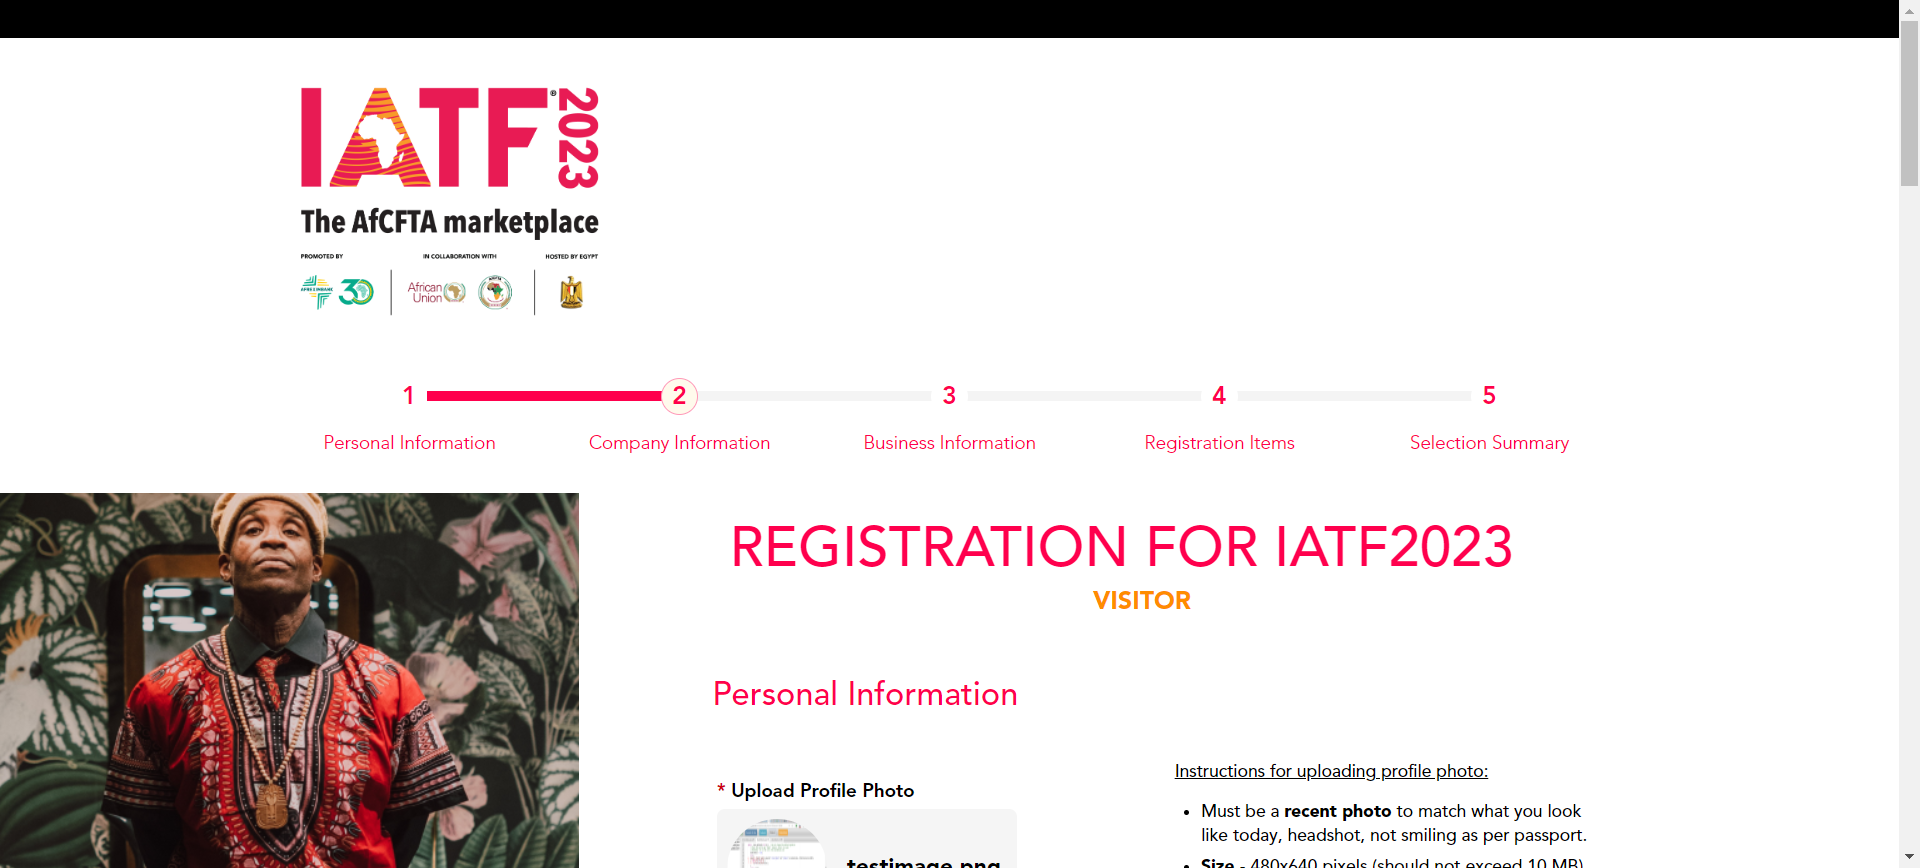 IATF® 2023
The AfCFTA marketplace
PROMOTED BY
IN COLLABORATION WITH
HOSTED BY EGYPT
AFREXIMBANK
30
African
Union
1
2
3
4
5
Personal Information
Company Information
Business Information
Registration Items
Selection Summary
REGISTRATION FOR IATF2023
VISITOR
Personal Information
* Upload Profile Photo
testimage.png
Instructions for uploading profile photo:
• Must be a recent photo to match what you look
like today, headshot, not smiling as per passport.
• Size - 480x640 pixels (should not exceed 10 MB)